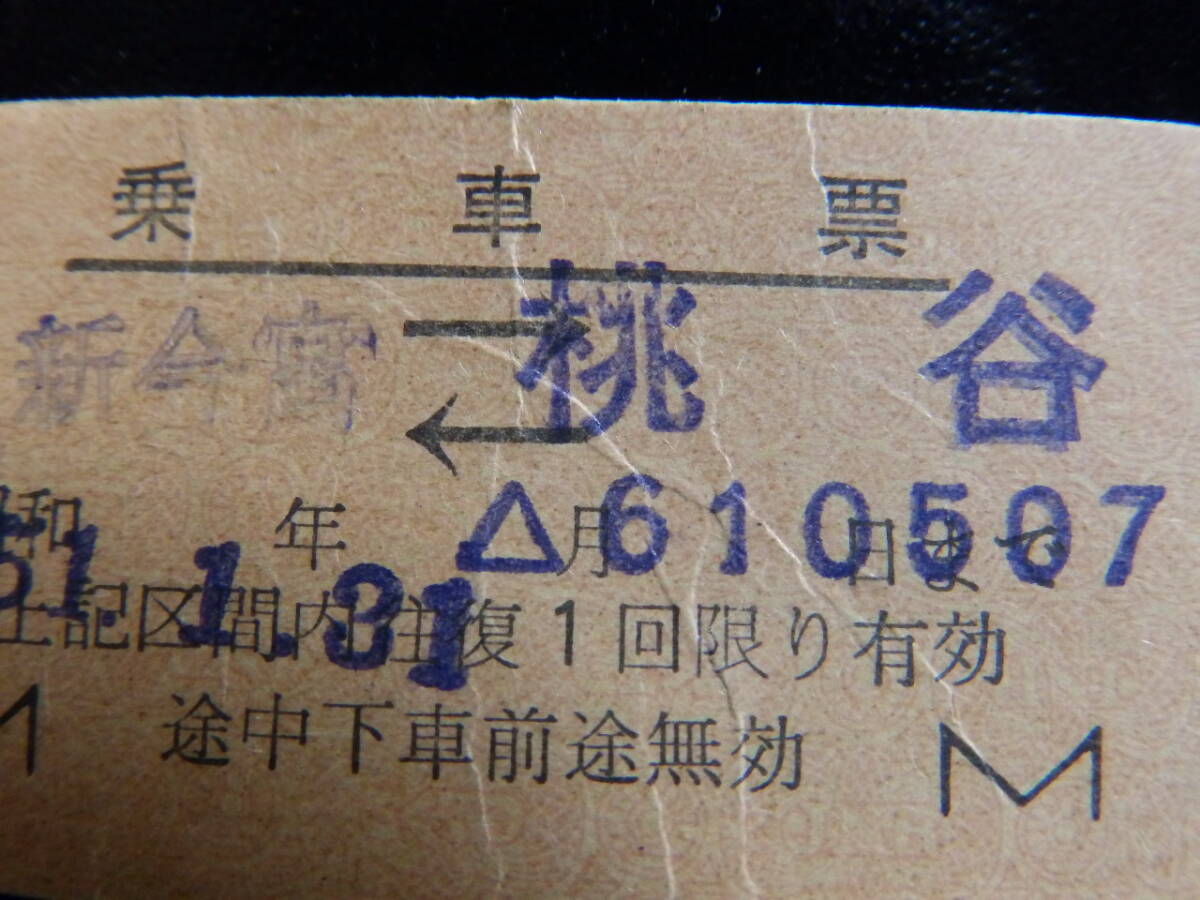 乗車票
新今宮 → 桃谷
←
昭和 年 月 日まで
△610507
51.1.31
上記区間内往復1回限り有効
途中下車前途無効
M M